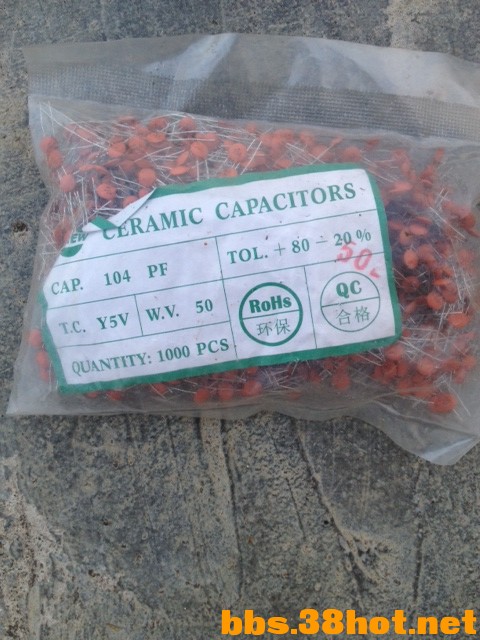 CERAMIC CAPACITORS
CAP. 104 PF
TOL. + 80 - 20 %
50
T.C. Y5V
W.V. 50
RoHs
环保
QC
合格
QUANTITY: 1000 PCS
bbs.38hot.net